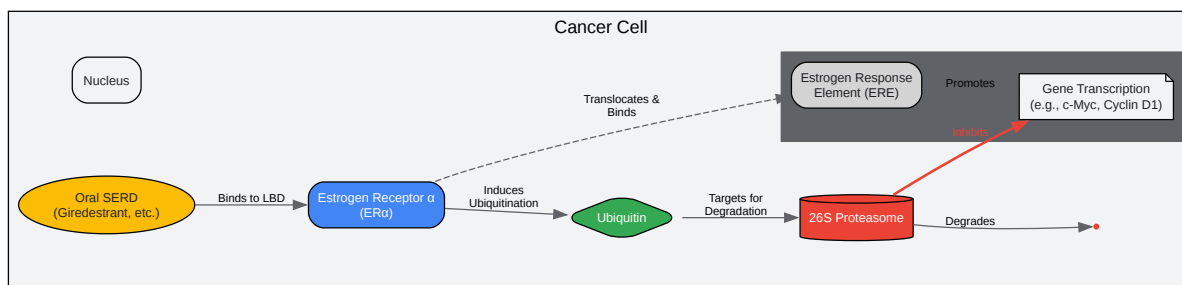 Cancer Cell
Nucleus
Estrogen Response
Element (ERE)
Promotes
Gene Transcription
(e.g., c-Myc, Cyclin D1)
Translocates &
Binds
Inhibits
Oral SERD
(Giredestrant, etc.)
Binds to LBD
Estrogen Receptor α
(ERα)
Induces
Ubiquitination
Ubiquitin
Targets for
Degradation
26S Proteasome
Degrades